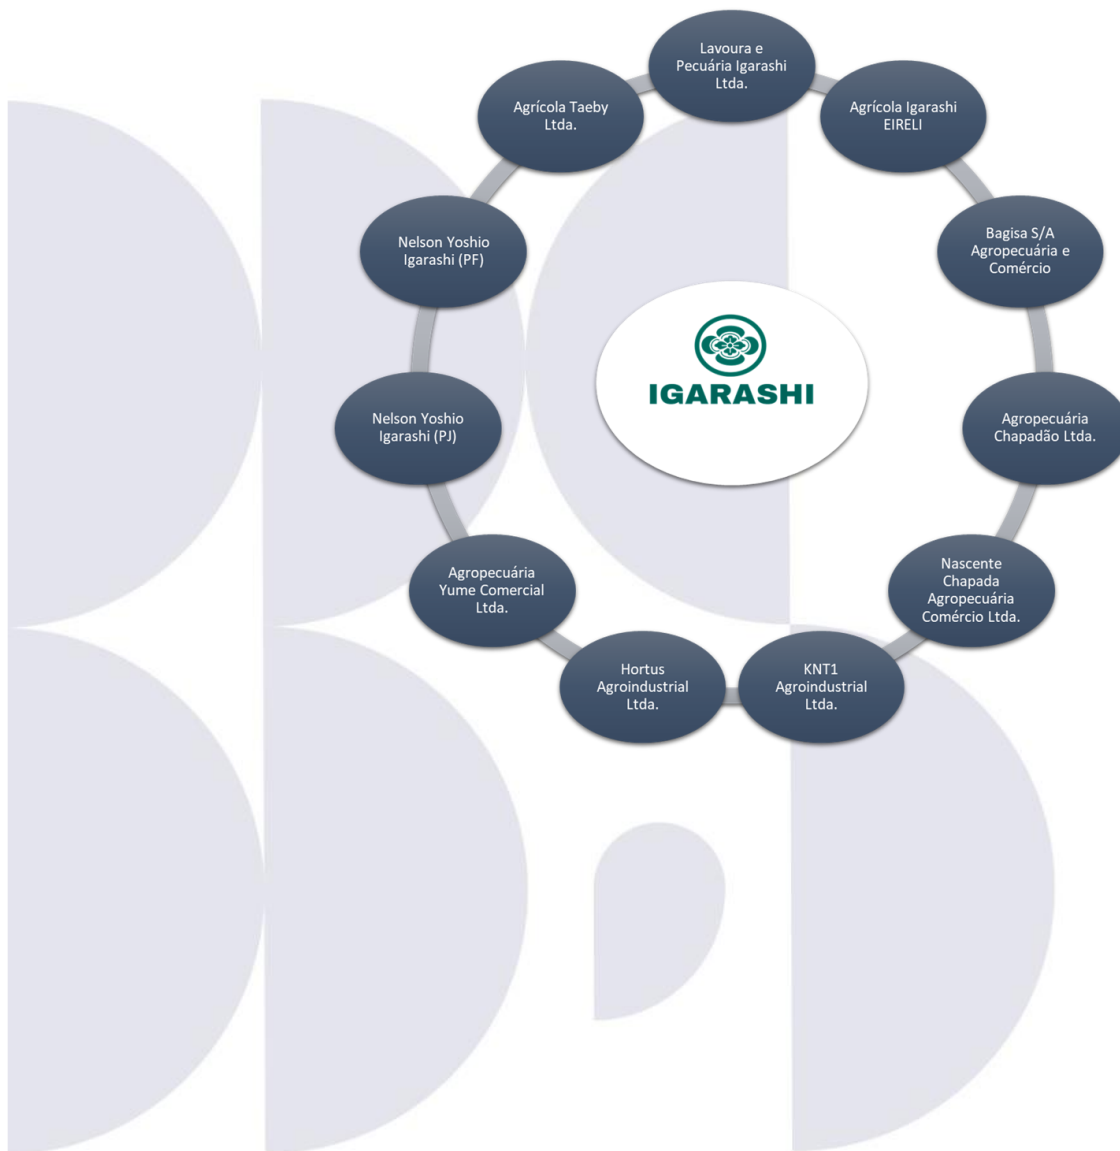 Lavoura e
Pecuária Igarashi
Ltda.
Agrícola Igarashi
EIRELI
Bagisa S/A
Agropecuária e
Comércio
Agropecuária
Chapadão Ltda.
Nascente
Chapada
Agropecuária
Comércio Ltda.
KNT1
Agroindustrial
Ltda.
Hortus
Agroindustrial
Ltda.
Agropecuária
Yume Comercial
Ltda.
Nelson Yoshio
Igarashi (PJ)
Nelson Yoshio
Igarashi (PF)
Agrícola Taeby
Ltda.
IGARASHI